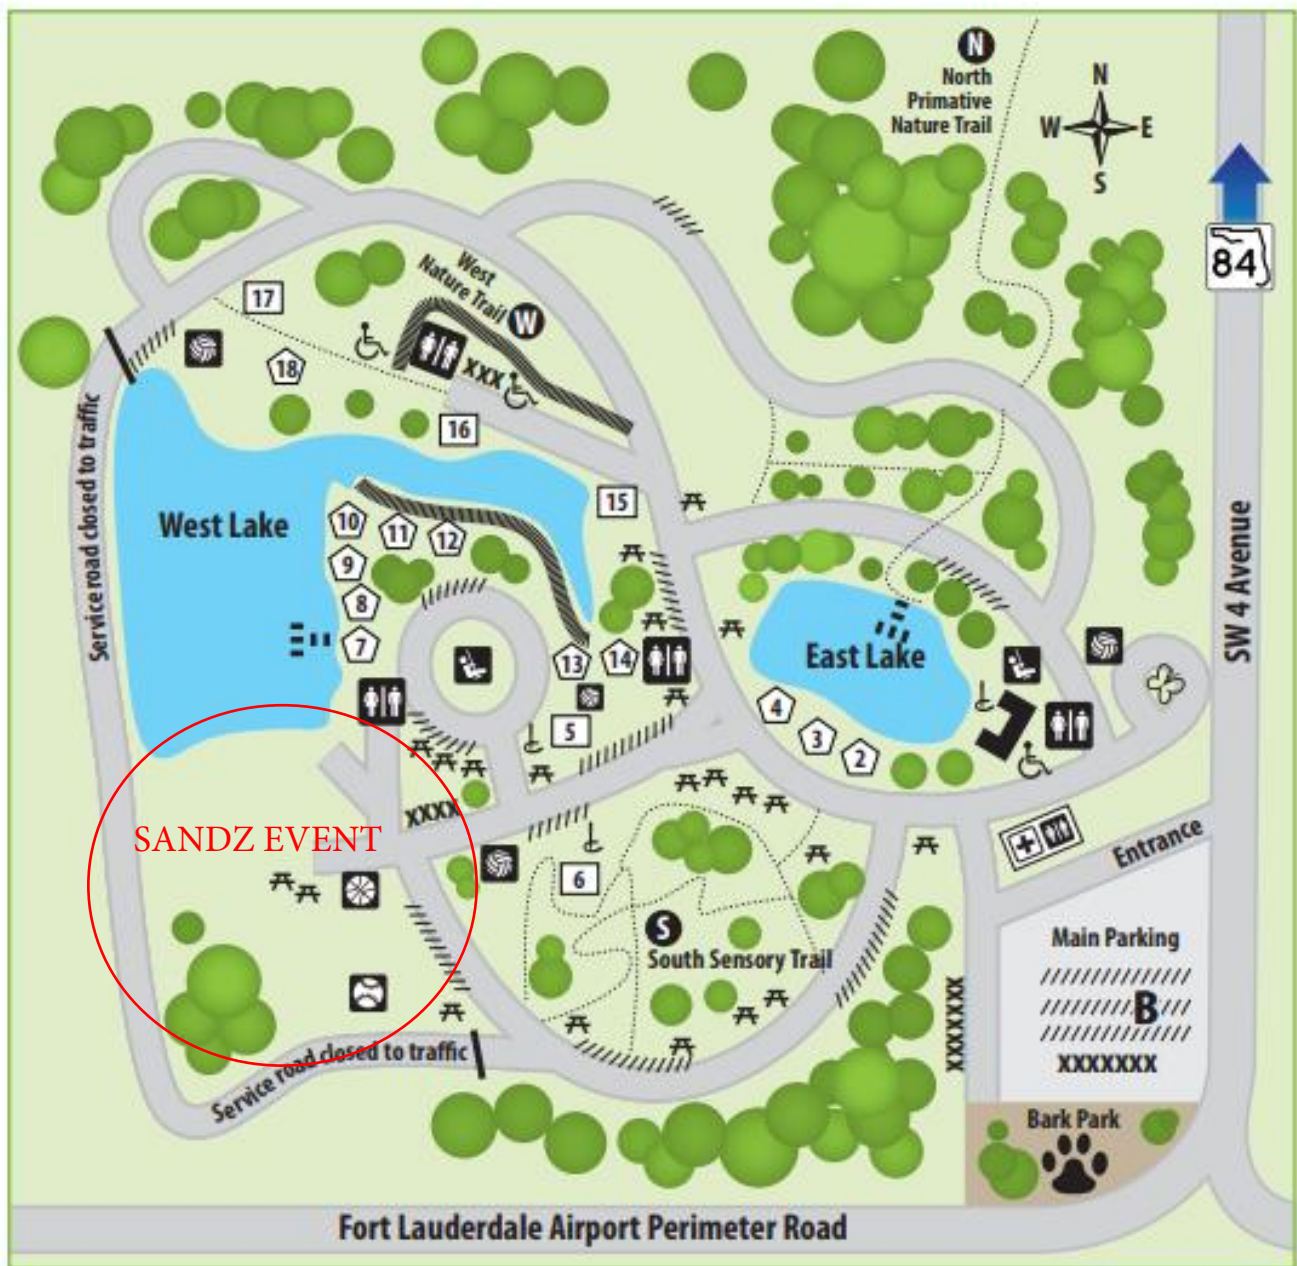 N
North
Primative
Nature Trail
N
W
E
S
84
West
Nature Trail
W
17
18
XXX
16
15
Service road closed to traffic
West Lake
10
11
12
9
8
7
13
14
5
East Lake
4
3
2
SW 4 Avenue
SANDZ EVENT
XXXX
6
S
South Sensory Trail
Entrance
Main Parking
B
XXXXXXX
XXXXXXX
Service road closed to traffic
Bark Park
Fort Lauderdale Airport Perimeter Road